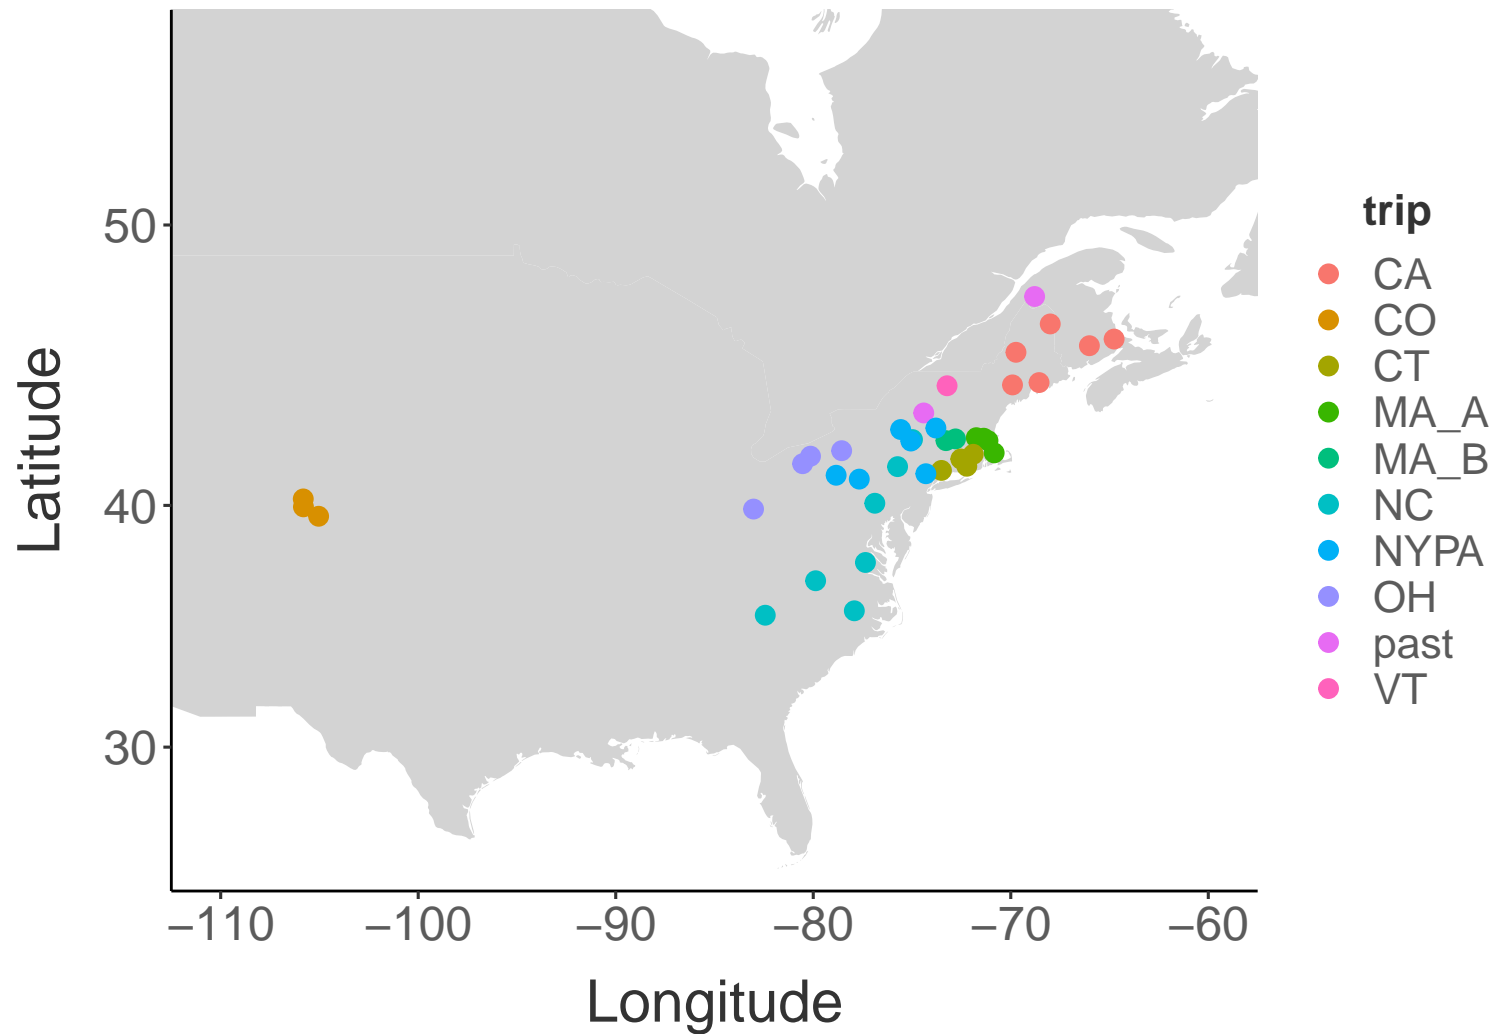 50
40
30
Latitude
−110
−100
−90
−80
−70
−60
Longitude
trip
CA
CO
CT
MA_A
MA_B
NC
NYPA
OH
past
VT